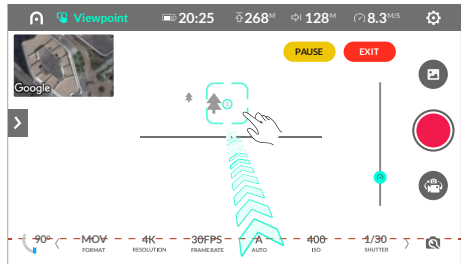 Viewpoint 20:25 268M 128M 8.3M/S
PAUSE EXIT
Google
90° MOV 4K 30FPS A 400 1/30
FORMAT RESOLUTION FRAME RATE AUTO ISO SHUTTER